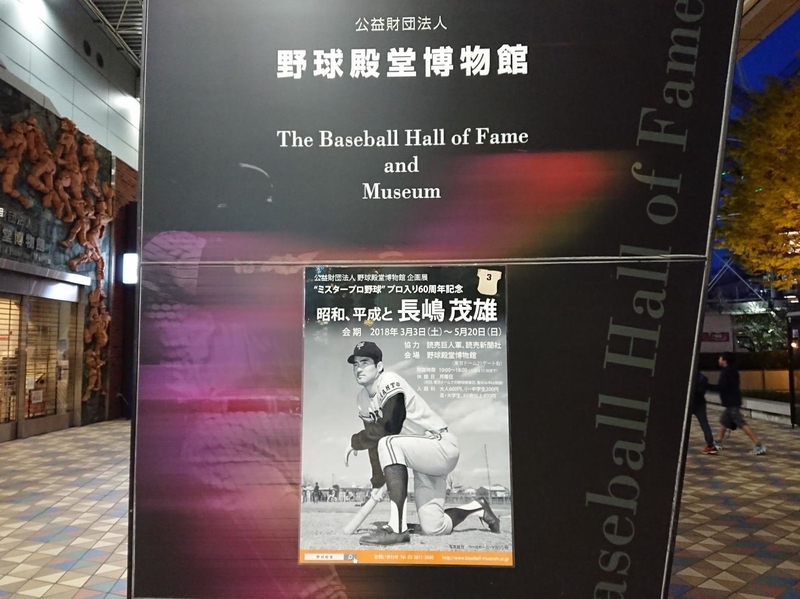 公益財団法人
野球殿堂博物館
The Baseball Hall of Fame
and
Museum
Baseball Hall of Fame
堂博物館
公益財団法人 野球殿堂博物館 企画展
3
"ミスタープロ野球" プロ入り60周年記念
昭和、平成と 長嶋 茂雄
会 期 2018年3月3日(土)~5月20日(日)
協 力 読売巨人軍、読売新聞社
会 場 野球殿堂博物館